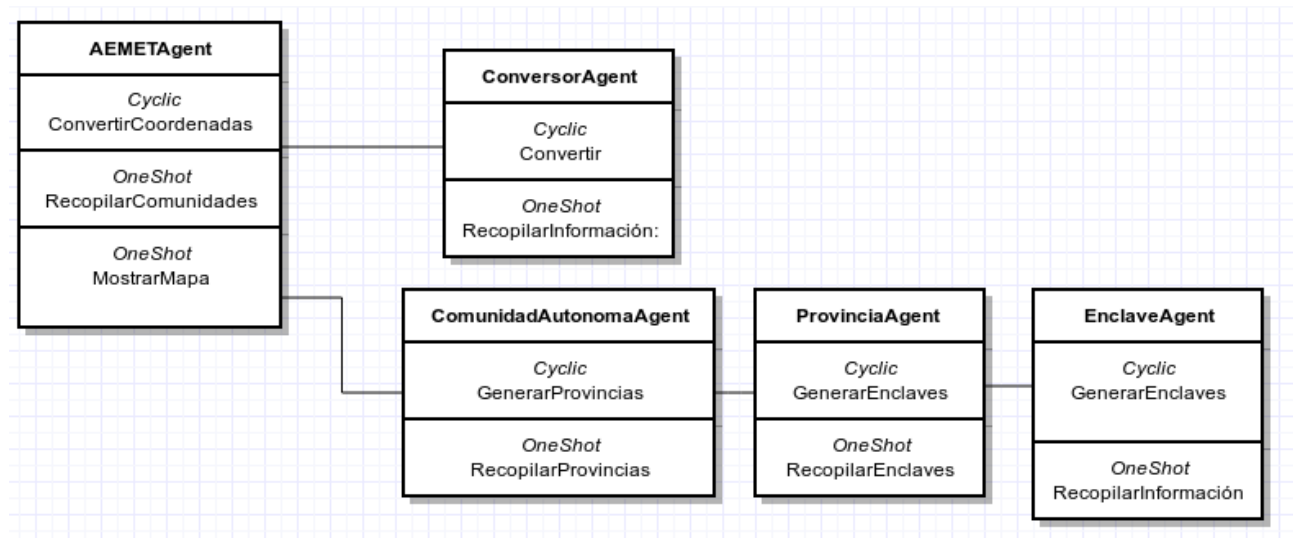 AEMETAgent
Cyclic
ConvertirCoordenadas
OneShot
RecopilarComunidades
OneShot
MostrarMapa
ConversorAgent
Cyclic
Convertir
OneShot
RecopilarInformación:
ComunidadAutonomaAgent
Cyclic
GenerarProvincias
OneShot
RecopilarProvincias
ProvinciaAgent
Cyclic
GenerarEnclaves
OneShot
RecopilarEnclaves
EnclaveAgent
Cyclic
GenerarEnclaves
OneShot
RecopilarInformación